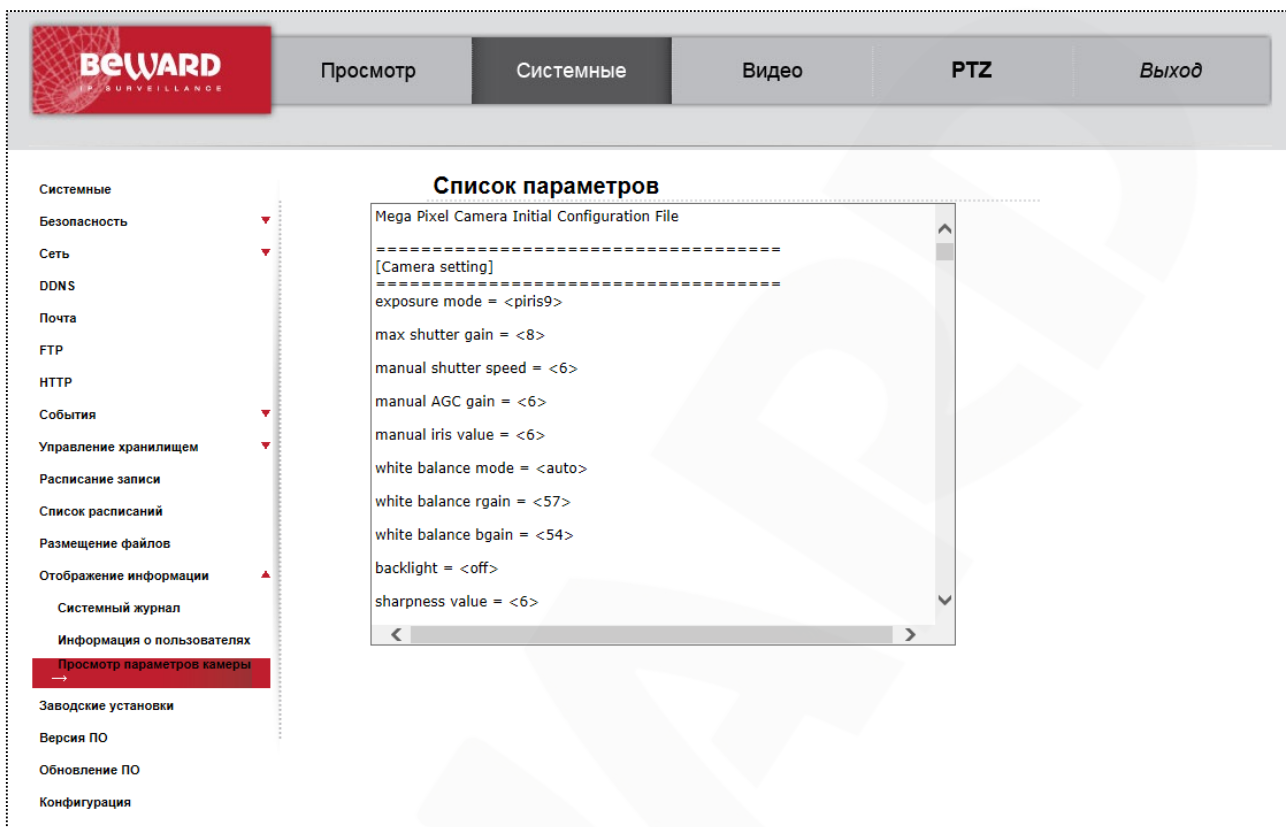 BEWARD
IP SURVEILLANCE
Просмотр
Системные
Видео
PTZ
Выход
Системные
Безопасность
Сеть
DDNS
Почта
FTP
HTTP
События
Управление хранилищем
Расписание записи
Список расписаний
Размещение файлов
Отображение информации
Системный журнал
Информация о пользователях
Просмотр параметров камеры
→
Заводские установки
Версия ПО
Обновление ПО
Конфигурация
Список параметров
Mega Pixel Camera Initial Configuration File
====================================
[Camera setting]
====================================
exposure mode = <piris9>
max shutter gain = <8>
manual shutter speed = <6>
manual AGC gain = <6>
manual iris value = <6>
white balance mode = <auto>
white balance rgain = <57>
white balance bgain = <54>
backlight = <off>
sharpness value = <6>